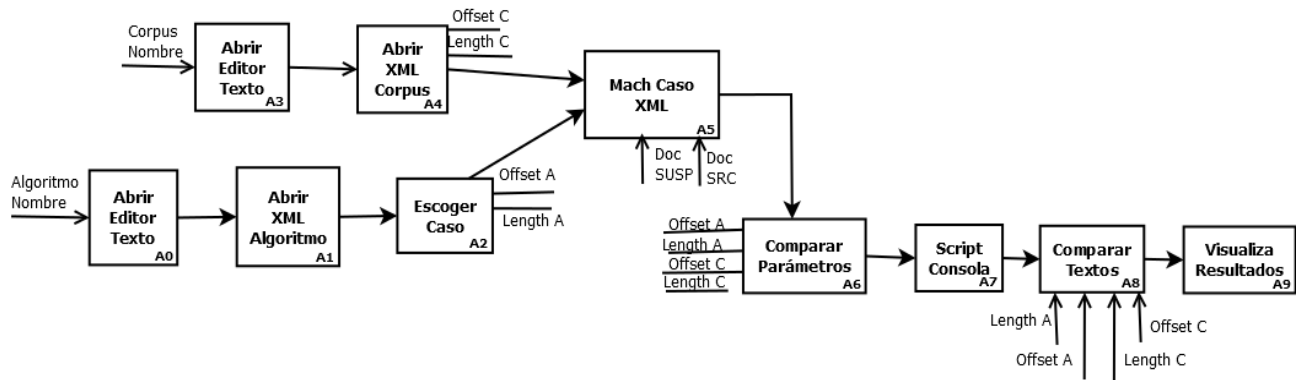 Corpus
Nombre
Abrir
Editor
Texto
A3
Abrir
XML
Corpus
A4
Offset C
Length C
Mach Caso
XML
A5
Doc
SUSP
Doc
SRC
Algoritmo
Nombre
Abrir
Editor
Texto
A0
Abrir
XML
Algoritmo
A1
Escoger
Caso
A2
Offset A
Length A
Offset A
Length A
Offset C
Length C
Comparar
Parámetros
A6
Script
Consola
A7
Comparar
Textos
A8
Visualiza
Resultados
A9
Length A
Offset A
Offset C
Length C